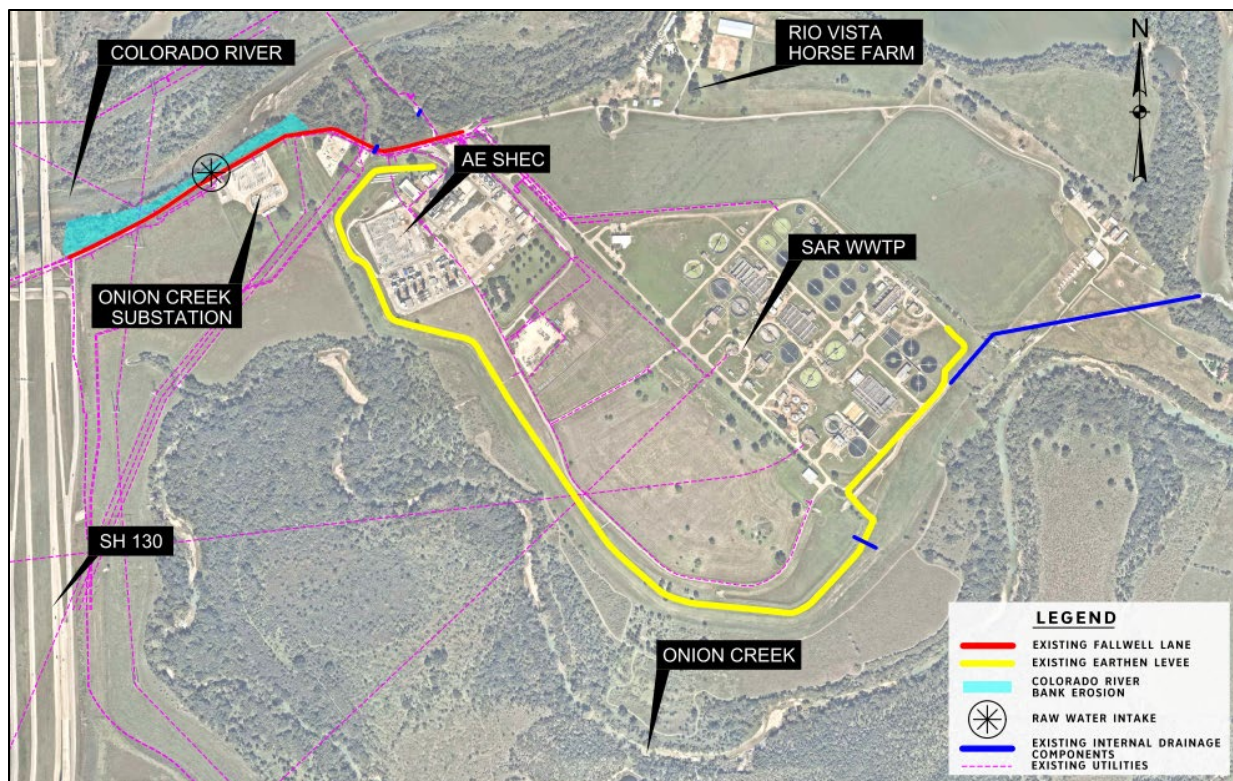 COLORADO RIVER
RIO VISTA
HORSE FARM
N
AE SHEC
SAR WWTP
ONION CREEK
SUBSTATION
SH 130
ONION CREEK
LEGEND
EXISTING FALLWELL LANE
EXISTING EARTHEN LEVEE
COLORADO RIVER
BANK EROSION
RAW WATER INTAKE
EXISTING INTERNAL DRAINAGE
COMPONENTS
EXISTING UTILITIES